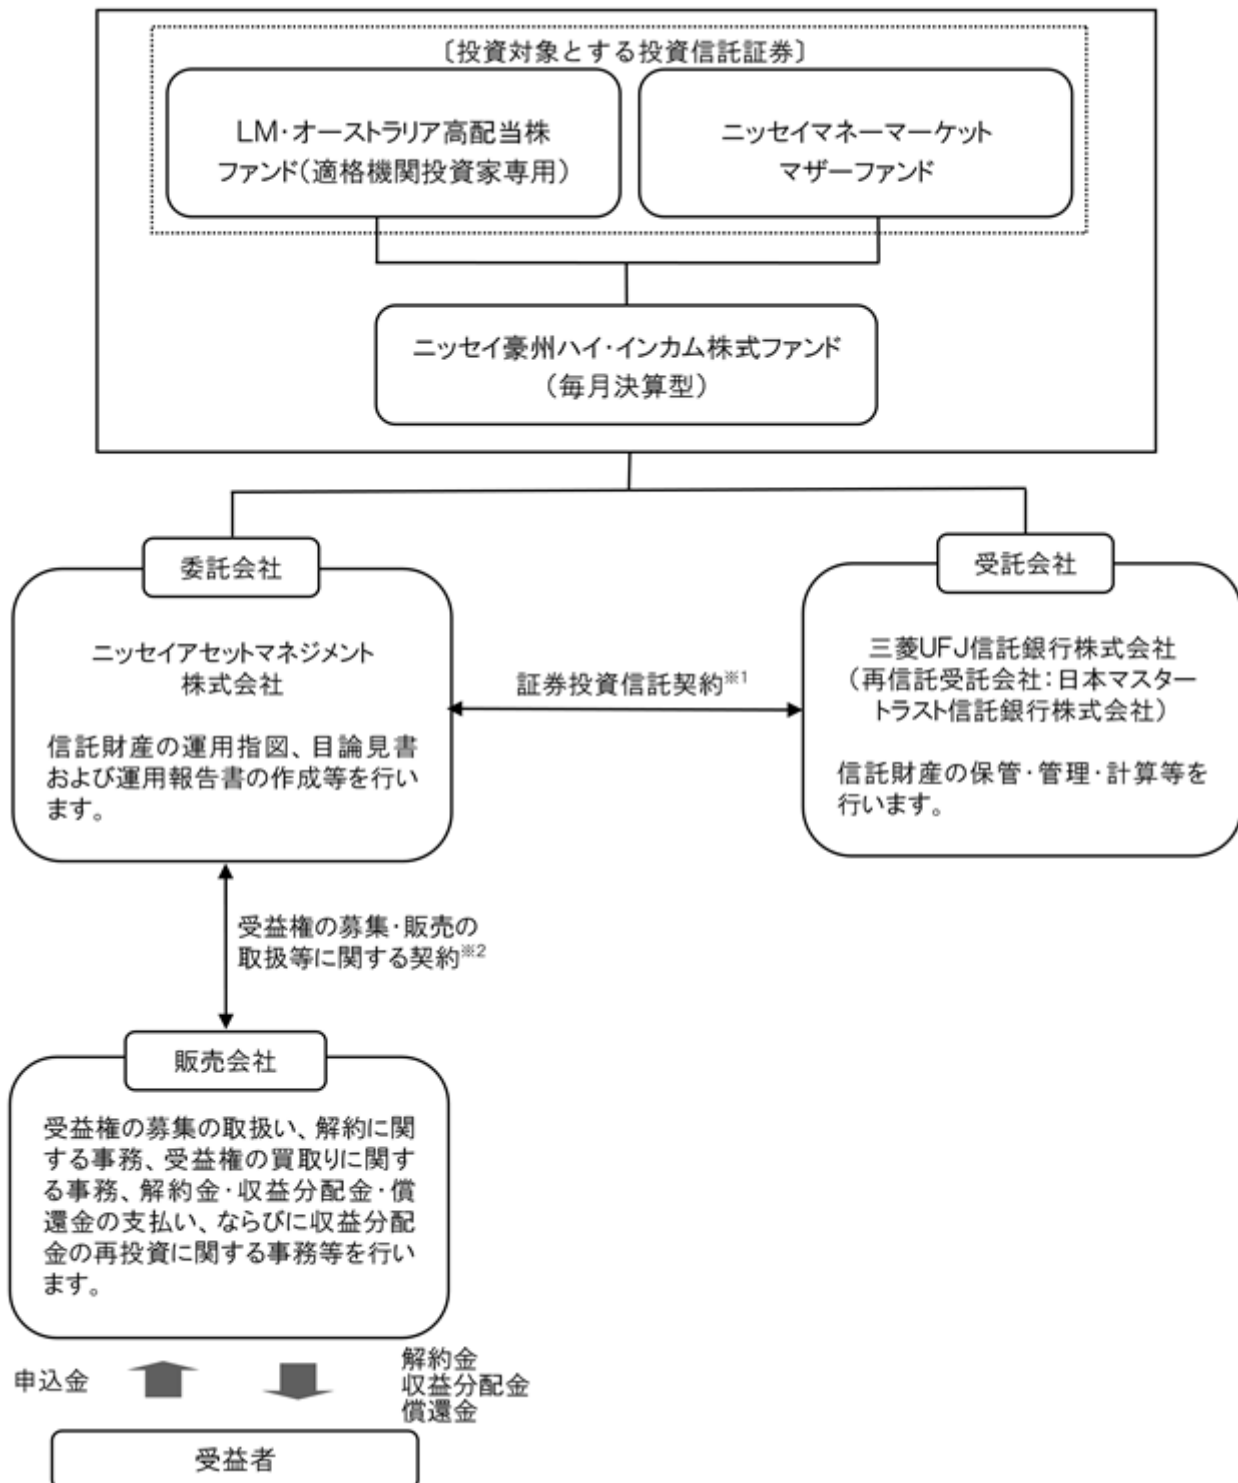 〔投資対象とする投資信託証券〕
LM・オーストラリア高配当株
ファンド(適格機関投資家専用)
ニッセイマネーマーケット
マザーファンド
ニッセイ豪州ハイ・インカム株式ファンド
(毎月決算型)
委託会社
ニッセイアセットマネジメント
株式会社
信託財産の運用指図、目論見書
および運用報告書の作成等を行い
ます。
証券投資信託契約※1
受託会社
三菱UFJ信託銀行株式会社
(再信託受託会社:日本マスター
トラスト信託銀行株式会社)
信託財産の保管・管理・計算等を
行います。
受益権の募集・販売の
取扱等に関する契約※2
販売会社
受益権の募集の取扱い、解約に関
する事務、受益権の買取りに関す
る事務、解約金・収益分配金・償
還金の支払い、ならびに収益分配
金の再投資に関する事務等を行い
ます。
申込金
解約金
収益分配金
償還金
受益者